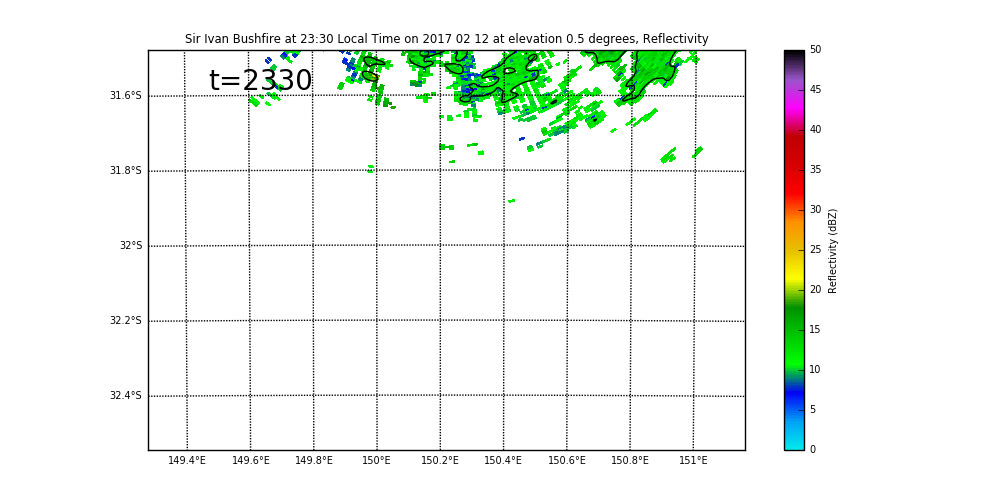 Sir Ivan Bushfire at 23:30 Local Time on 2017 02 12 at elevation 0.5 degrees, Reflectivity
t=2330
31.6°S
31.8°S
32°S
32.2°S
32.4°S
149.4°E 149.6°E 149.8°E 150°E 150.2°E 150.4°E 150.6°E 150.8°E 151°E
50
45
40
35
30
25
20
15
10
5
0
Reflectivity (dBZ)